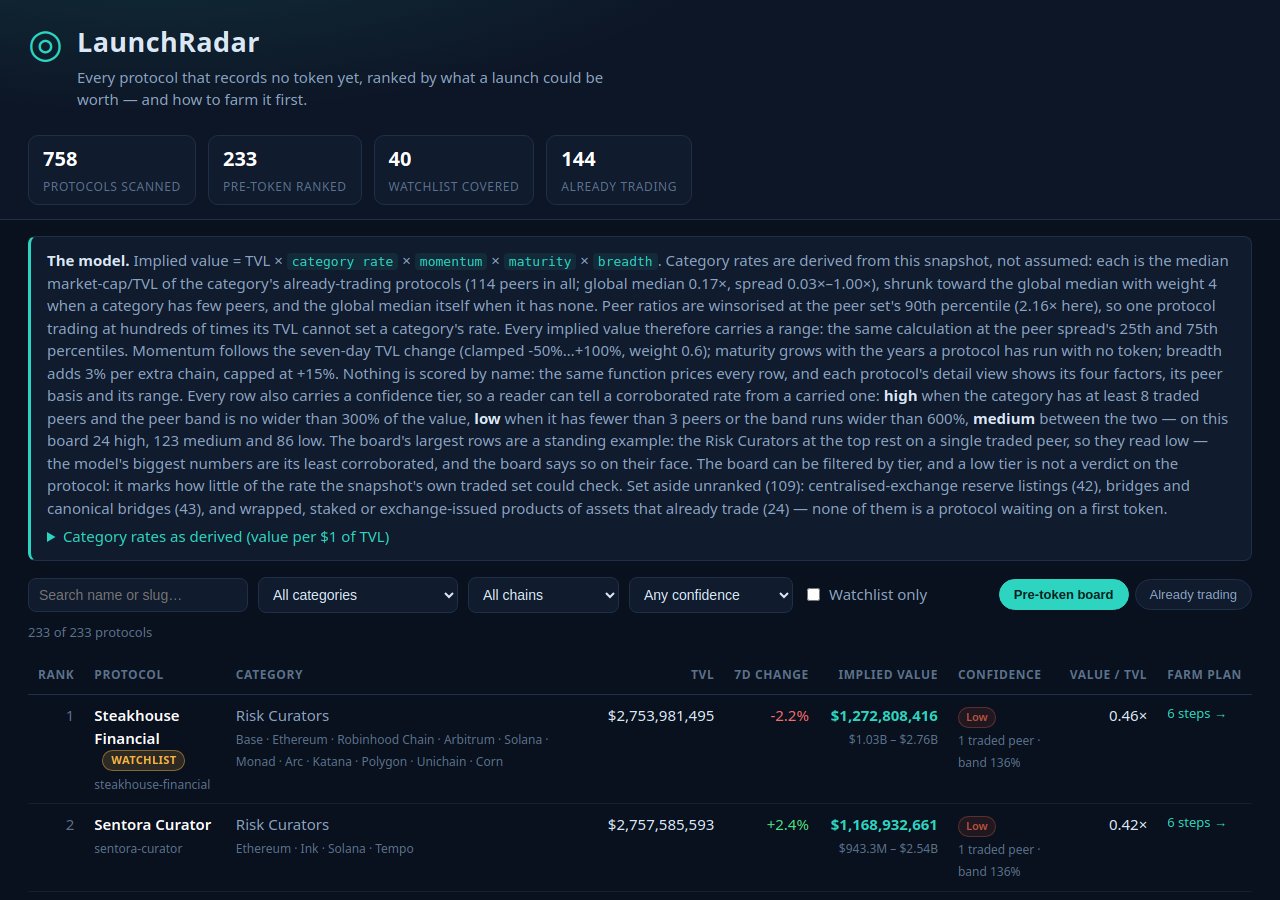 LaunchRadar
Every protocol that records no token yet, ranked by what a launch could be
worth — and how to farm it first.
758
PROTOCOLS SCANNED
233
PRE-TOKEN RANKED
40
WATCHLIST COVERED
144
ALREADY TRADING
The model. Implied value = TVL × category rate × momentum × maturity × breadth. Category rates are derived from this snapshot, not assumed: each is the median
market-cap/TVL of the category's already-trading protocols (114 peers in all; global median 0.17×, spread 0.03×–1.00×), shrunk toward the global median with weight 4
when a category has few peers, and the global median itself when it has none. Peer ratios are winsorised at the peer set's 90th percentile (2.16× here), so one protocol
trading at hundreds of times its TVL cannot set a category's rate. Every implied value therefore carries a range: the same calculation at the peer spread's 25th and 75th
percentiles. Momentum follows the seven-day TVL change (clamped -50%…+100%, weight 0.6); maturity grows with the years a protocol has run with no token; breadth
adds 3% per extra chain, capped at +15%. Nothing is scored by name: the same function prices every row, and each protocol's detail view shows its four factors, its peer
basis and its range. Every row also carries a confidence tier, so a reader can tell a corroborated rate from a carried one: high when the category has at least 8 traded
peers and the peer band is no wider than 300% of the value, low when it has fewer than 3 peers or the band runs wider than 600%, medium between the two — on this
board 24 high, 123 medium and 86 low. The board's largest rows are a standing example: the Risk Curators at the top rest on a single traded peer, so they read low —
the model's biggest numbers are its least corroborated, and the board says so on their face. The board can be filtered by tier, and a low tier is not a verdict on the
protocol: it marks how little of the rate the snapshot's own traded set could check. Set aside unranked (109): centralised-exchange reserve listings (42), bridges and
canonical bridges (43), and wrapped, staked or exchange-issued products of assets that already trade (24) — none of them is a protocol waiting on a first token.
▶ Category rates as derived (value per $1 of TVL)
Search name or slug… All categories All chains Any confidence Watchlist only Pre-token board Already trading
233 of 233 protocols
RANK PROTOCOL CATEGORY TVL 7D CHANGE IMPLIED VALUE CONFIDENCE VALUE / TVL FARM PLAN
1 Steakhouse Financial Risk Curators $2,753,981,495 -2.2% $1,272,808,416 Low 0.46× 6 steps →
WATCHLIST
steakhouse-financial
Base · Ethereum · Robinhood Chain · Arbitrum · Solana ·
Monad · Arc · Katana · Polygon · Unichain · Corn
$1.03B – $2.76B
1 traded peer ·
band 136%
2 Sentora Curator Risk Curators $2,757,585,593 +2.4% $1,168,932,661 Low 0.42× 6 steps →
sentora-curator
Ethereum · Ink · Solana · Tempo
$943.3M – $2.54B
1 traded peer ·
band 136%